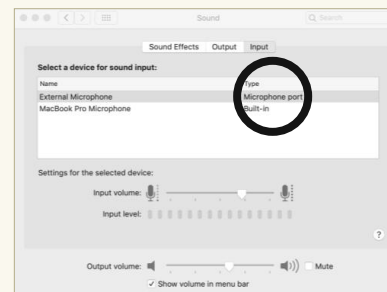 Sound
Search
Sound Effects Output Input
Select a device for sound input:
Name Type
External Microphone Microphone port
MacBook Pro Microphone Built-in
Settings for the selected device:
Input volume:
Input level:
?
Output volume: Mute
Show volume in menu bar